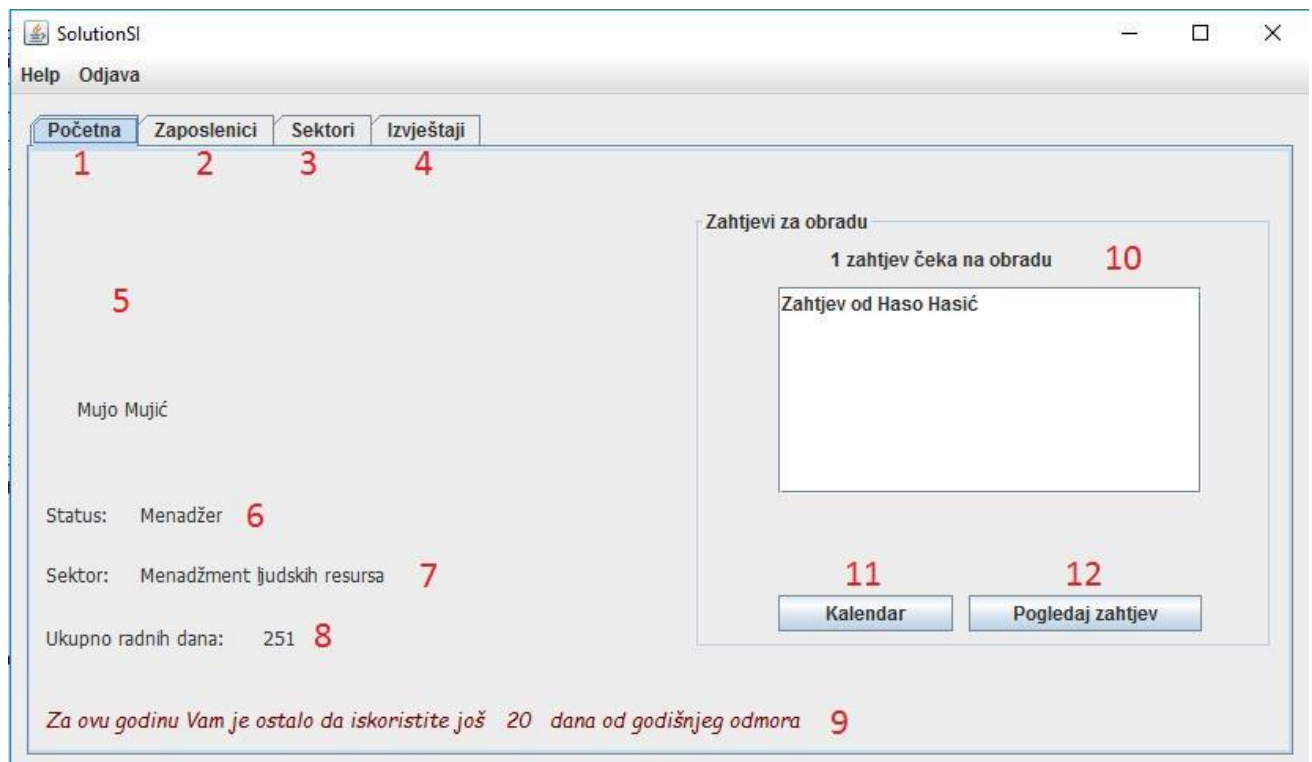 SolutionSI
Help Odjava
Početna Zaposlenici Sektori Izvještaji
1 2 3 4
5
Mujo Mujić
Status: Menadžer 6
Sektor: Menadžment ljudskih resursa 7
Ukupno radnih dana: 251 8
Za ovu godinu Vam je ostalo da iskoristite još 20 dana od godišnjeg odmora 9
Zahtjevi za obradu
1 zahtjev čeka na obradu 10
Zahtjev od Haso Hasić
11 12
Kalendar Pogledaj zahtjev